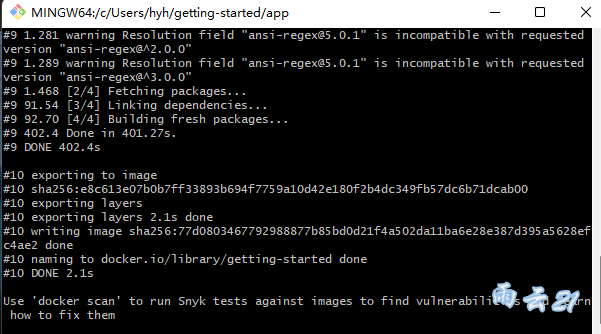 MINGW64:/c/Users/hyh/getting-started/app
#9 1.281 warning Resolution field "ansi-regex@5.0.1" is incompatible with requested
version "ansi-regex@^2.0.0"
#9 1.289 warning Resolution field "ansi-regex@5.0.1" is incompatible with requested
version "ansi-regex@^3.0.0"
#9 1.468 [2/4] Fetching packages...
#9 91.54 [3/4] Linking dependencies...
#9 92.70 [4/4] Building fresh packages...
#9 402.4 Done in 401.27s.
#9 DONE 402.4s
#10 exporting to image
#10 sha256:e8c613e07b0b7ff33893b694f7759a10d42e180f2b4dc349fb57dc6b71dcab00
#10 exporting layers
#10 exporting layers 2.1s done
#10 writing image sha256:77d0803467792988877b85bd0d21f4a502da11ba6e28e387d395a5628ef
c4ae2 done
#10 naming to docker.io/library/getting-started done
#10 DONE 2.1s
Use 'docker scan' to run Snyk tests against images to find
how to fix them
雨云21